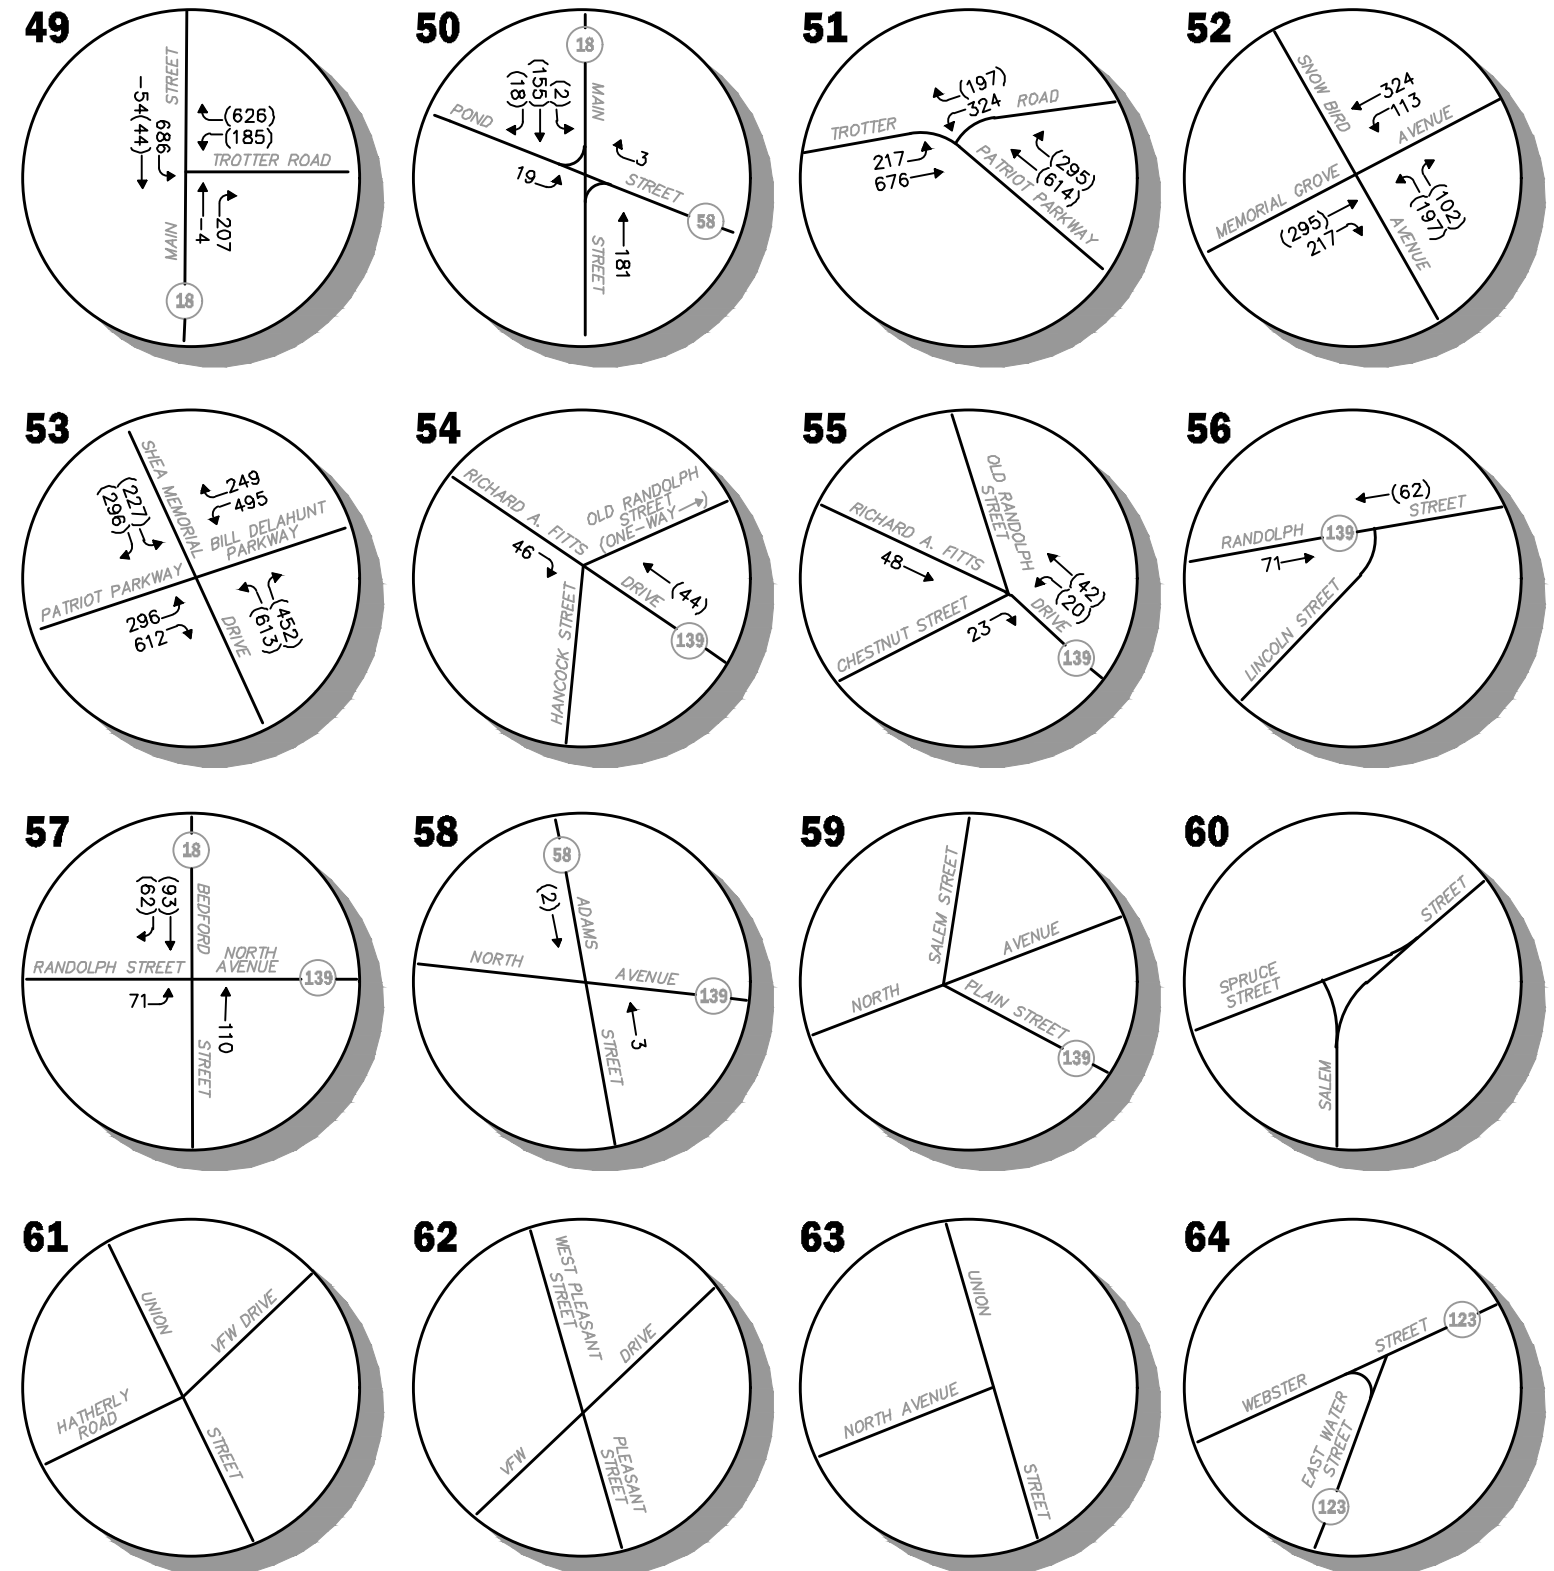 49
STREET
-54(44)
686
(626)
(185)
TROTTER ROAD
MAIN
-4
207
18
50
18
MAIN
(18)
(155)
(2)
POND
3
19
STREET
58
STREET
181
51
(197)
324
ROAD
TROTTER
217
676
(295)
(614)
PATRIOT PARKWAY
52
SNOW BIRD
324
113
AVENUE
MEMORIAL GROVE
(295)
217
(102)
(197)
AVENUE
53
SHEA MEMORIAL
(227)
(296)
249
495
BILL DELAHUNT
PARKWAY
PATRIOT PARKWAY
296
612
DRIVE
(452)
(613)
54
RICHARD A. FITTS
OLD RANDOLPH
STREET
(ONE-WAY→)
46
DRIVE
(44)
HANCOCK STREET
139
55
OLD RANDOLPH
STREET
RICHARD A. FITTS
48
(42)
(20)
CHESTNUT STREET
23
DRIVE
139
56
(62)
RANDOLPH
139
STREET
71
LINCOLN STREET
57
18
(93)
(62)
BEDFORD
RANDOLPH STREET
NORTH
AVENUE
139
71
110
STREET
58
58
(2)
ADAMS
NORTH
AVENUE
139
3
STREET
59
SALEM STREET
AVENUE
NORTH
PLAIN STREET
139
60
STREET
SPRUCE
STREET
SALEM
61
UNION
VFW DRIVE
HATHERLY
ROAD
STREET
62
WEST PLEASANT
STREET
DRIVE
VFW
PLEASANT
STREET
63
UNION
NORTH AVENUE
STREET
64
123
STREET
WEBSTER
EAST WATER
STREET
123